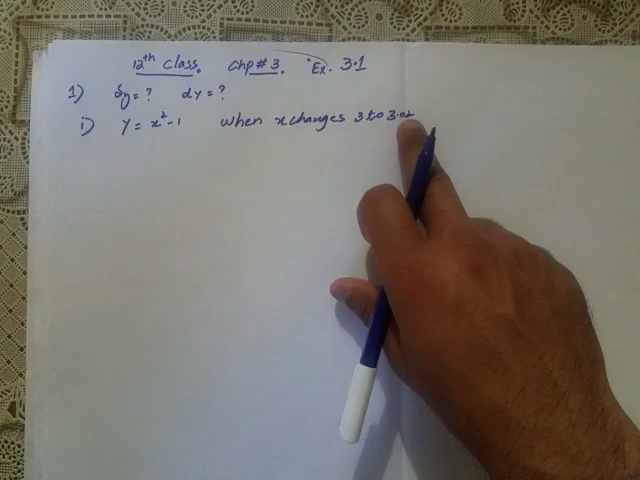 12th Class. Chp # 3. Ex. 3.1
1) δy = ? dy = ?
i) y = x² - 1 when x changes 3 to 3.02